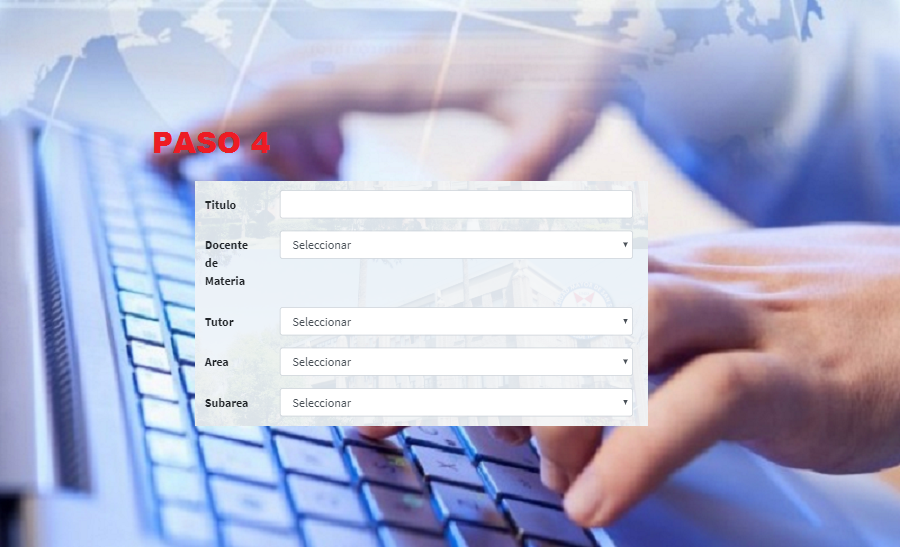 PASO 4
Titulo
Docente de Materia
Seleccionar
Tutor
Seleccionar
Area
Seleccionar
Subarea
Seleccionar